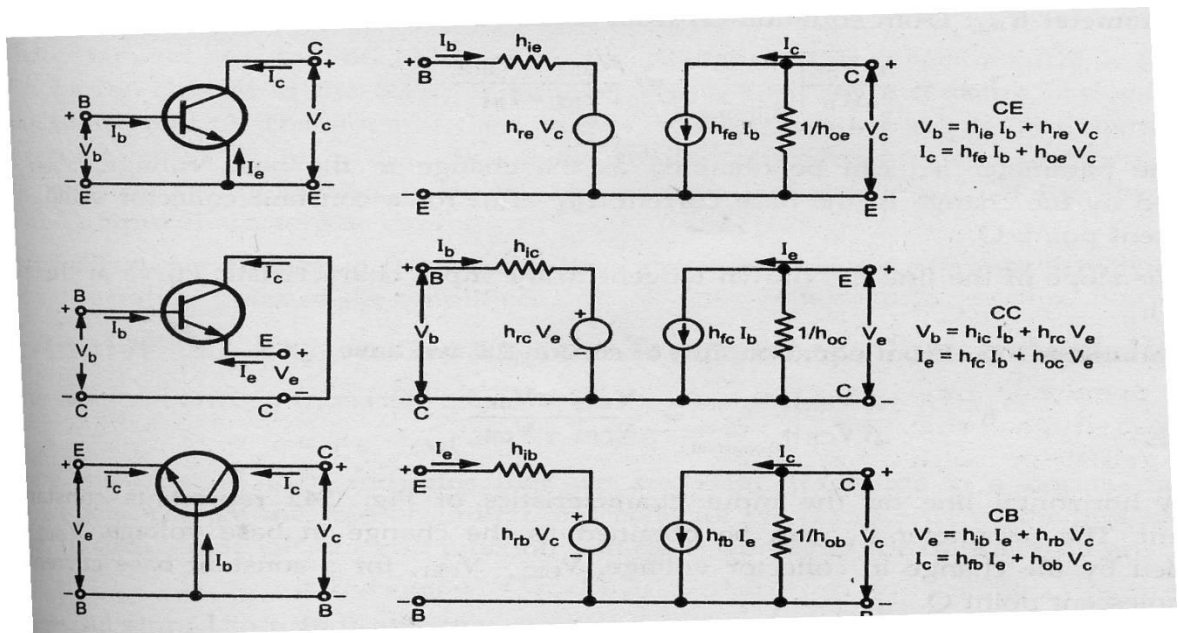 C
+
I_c
B
+
I_b
V_b
V_c
I_e
−
E
−
E
I_b
h_ie
+
B
h_re V_c
h_fe I_b
1/h_oe
I_c
C
+
V_c
−
E
−
E
CE
V_b = h_ie I_b + h_re V_c
I_c = h_fe I_b + h_oe V_c
I_c
B
+
I_b
V_b
E
+
I_e
V_e
−
C
C
−
I_b
h_ic
+
B
V_b
+
h_rc V_e
h_fc I_b
1/h_oc
I_e
E
+
V_e
−
C
C
−
CC
V_b = h_ic I_b + h_rc V_e
I_e = h_fc I_b + h_oc V_e
E
+
I_c
I_c
C
+
V_e
V_c
I_b
−
B
B
−
I_e
h_ib
+
E
+
h_rb V_c
−
h_fb I_e
1/h_ob
I_c
C
+
V_c
−
B
B
−
CB
V_e = h_ib I_e + h_rb V_c
I_c = h_fb I_e + h_ob V_c